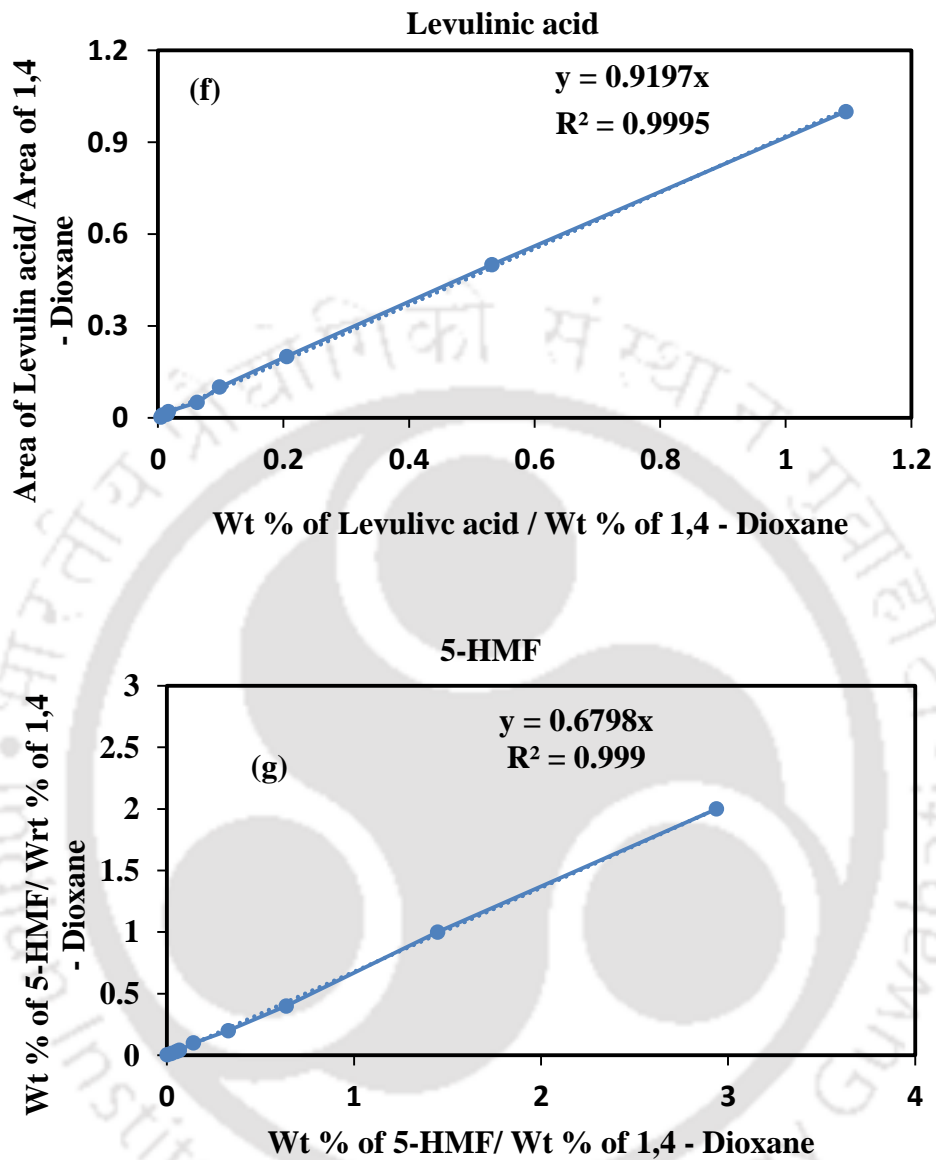 Levulinic acid
(f)
y = 0.9197x
R² = 0.9995
Area of Levulin acid/ Area of 1,4
- Dioxane
1.2
0.9
0.6
0.3
0
0 0.2 0.4 0.6 0.8 1 1.2
Wt % of Levulivc acid / Wt % of 1,4 - Dioxane
5-HMF
(g)
y = 0.6798x
R² = 0.999
Wt % of 5-HMF/ Wrt % of 1,4
- Dioxane
3
2.5
2
1.5
1
0.5
0
0 1 2 3 4
Wt % of 5-HMF/ Wt % of 1,4 - Dioxane